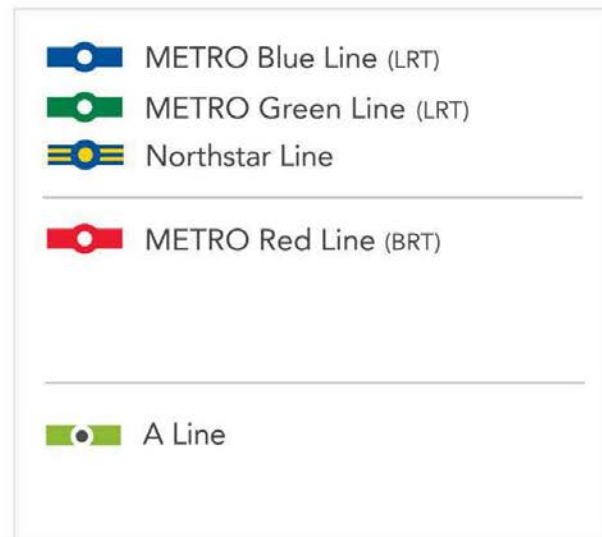 METRO Blue Line (LRT)
METRO Green Line (LRT)
Northstar Line
METRO Red Line (BRT)
A Line